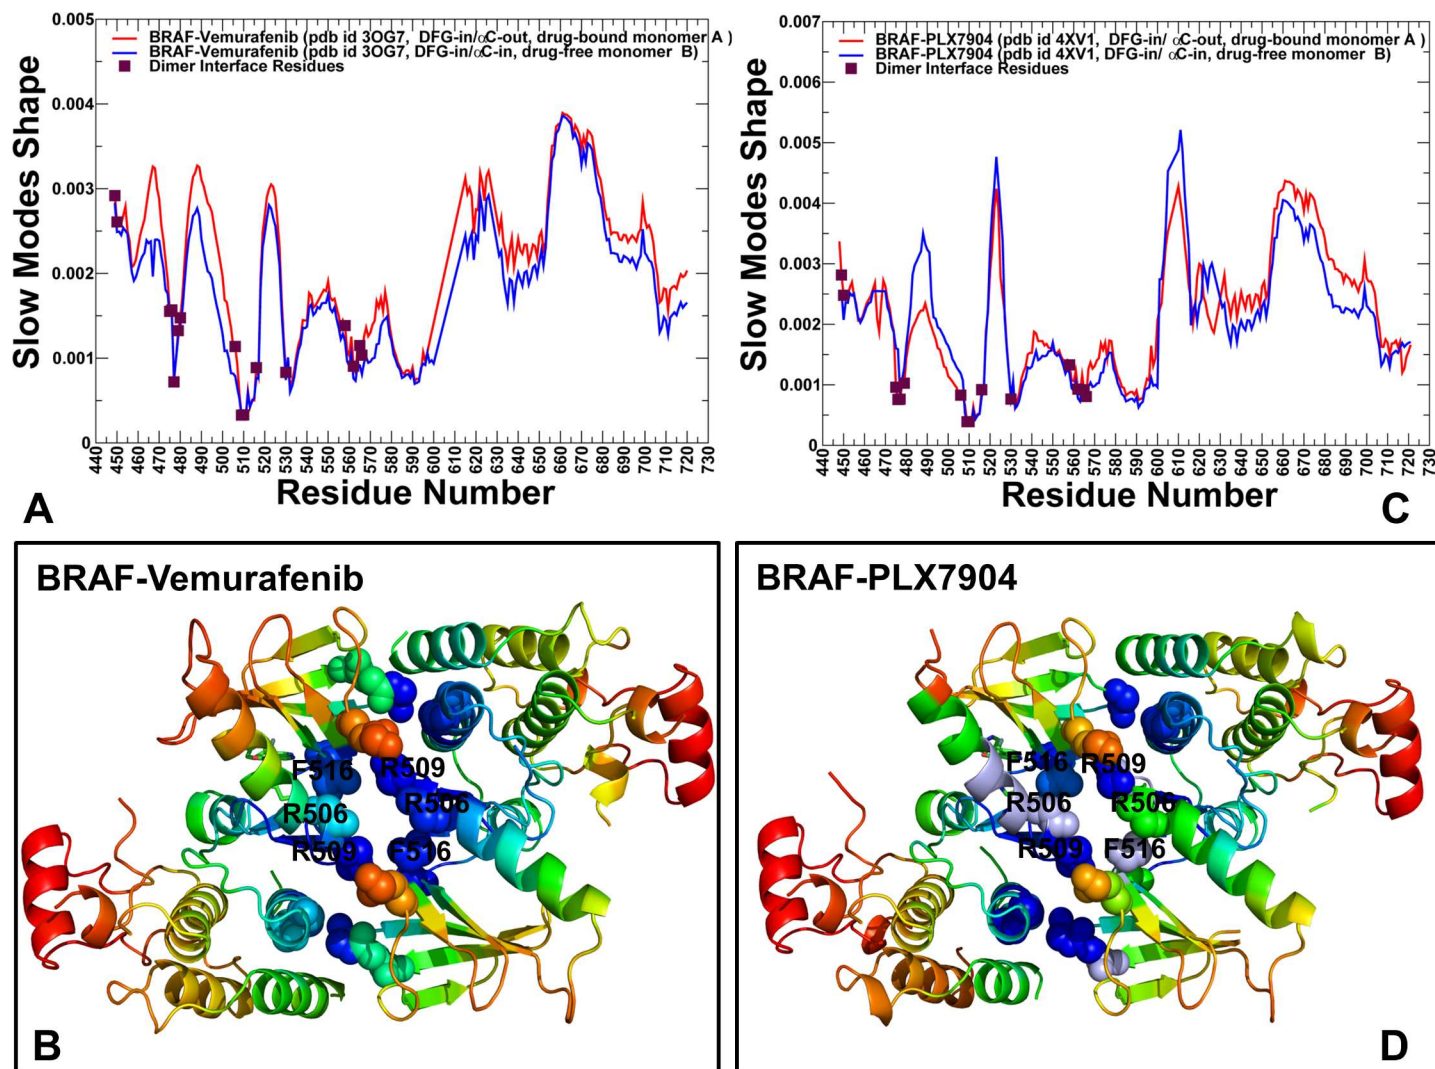 0.005
BRAF-Vemurafenib (pdb id 3OG7, DFG-in/αC-out, drug-bound monomer A )
BRAF-Vemurafenib (pdb id 3OG7, DFG-in/αC-in, drug-free monomer B)
Dimer Interface Residues
0.004
0.003
0.002
0.001
0
Slow Modes Shape
440 450 460 470 480 490 500 510 520 530 540 550 560 570 580 590 600 610 620 630 640 650 660 670 680 690 700 710 720 730
Residue Number
A
0.007
BRAF-PLX7904 (pdb id 4XV1, DFG-in/ αC-out, drug-bound monomer A )
BRAF-PLX7904 (pdb id 4XV1, DFG-in/ αC-in, drug-free monomer B)
Dimer Interface Residues
0.006
0.005
0.004
0.003
0.002
0.001
0
Slow Modes Shape
440 450 460 470 480 490 500 510 520 530 540 550 560 570 580 590 600 610 620 630 640 650 660 670 680 690 700 710 720 730
Residue Number
C
BRAF-Vemurafenib
F516 R509
R506 R506
R509 F516
B
BRAF-PLX7904
F516 R509
R506 R506
R509 F516
D